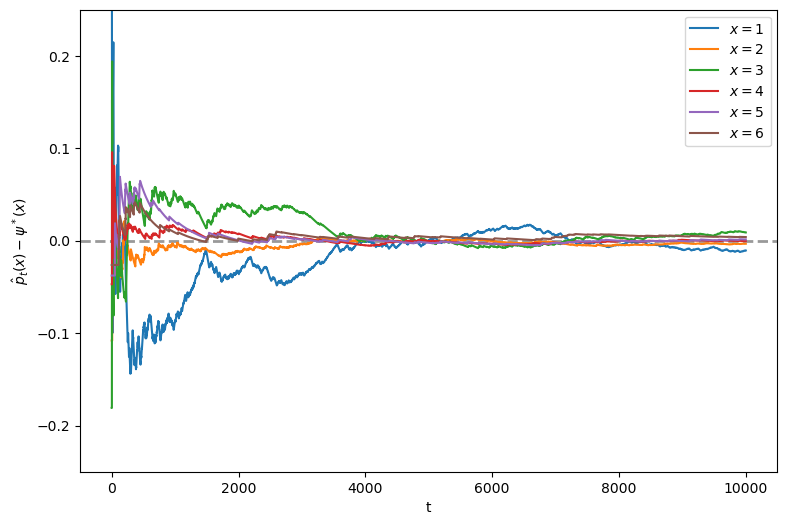 0.2
0.1
0.0
−0.1
−0.2
p̂ₜ(x) − ψ*(x)
0
2000
4000
6000
8000
10000
t
x = 1
x = 2
x = 3
x = 4
x = 5
x = 6